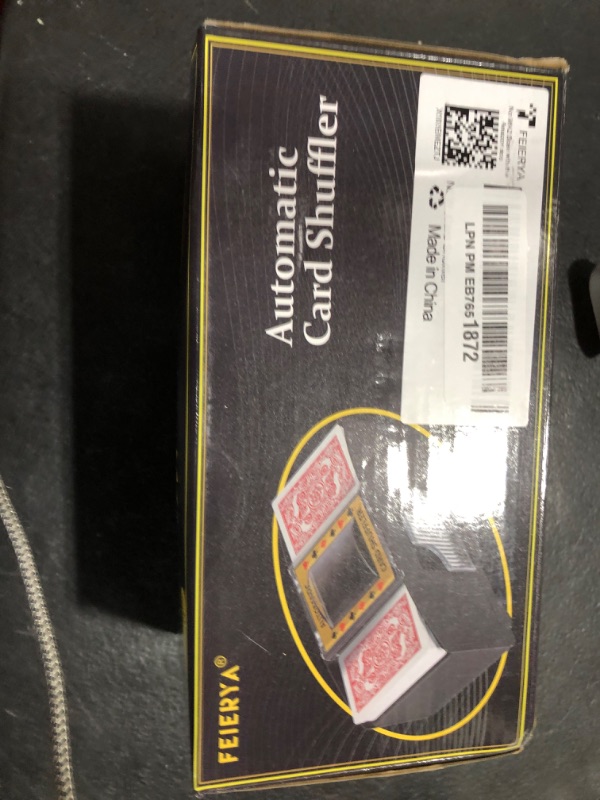 Automatic
Card Shuffler
FEIERYA
LPN PM EB7651872
Made in China
FEIERYA®